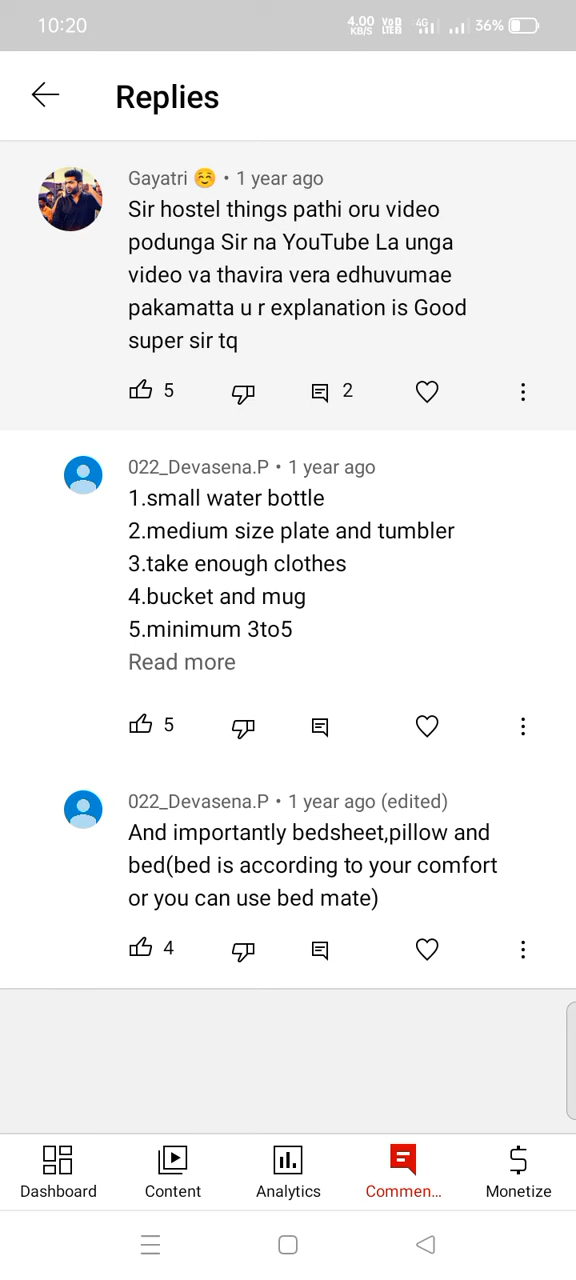 10:20
4.00 KB/S VoD LTE B 4G 36%
Replies
Gayatri ☺️ • 1 year ago
Sir hostel things pathi oru video
podunga Sir na YouTube La unga
video va thavira vera edhuvumae
pakamatta u r explanation is Good
super sir tq
5 2
022_Devasena.P • 1 year ago
1.small water bottle
2.medium size plate and tumbler
3.take enough clothes
4.bucket and mug
5.minimum 3to5
Read more
5
022_Devasena.P • 1 year ago (edited)
And importantly bedsheet,pillow and
bed(bed is according to your comfort
or you can use bed mate)
4
Dashboard Content Analytics Commen... Monetize